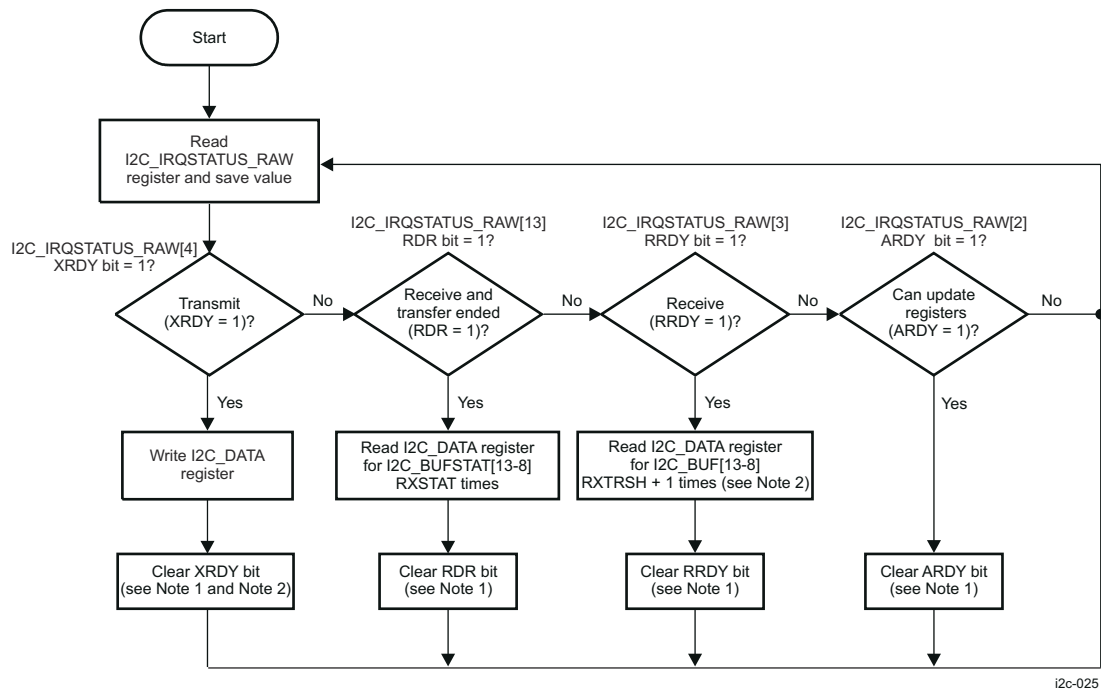 Start
Read
I2C_IRQSTATUS_RAW
register and save value
I2C_IRQSTATUS_RAW[4]
XRDY bit = 1?
I2C_IRQSTATUS_RAW[13]
RDR bit = 1?
I2C_IRQSTATUS_RAW[3]
RRDY bit = 1?
I2C_IRQSTATUS_RAW[2]
ARDY bit = 1?
Transmit
(XRDY = 1)?
No
Receive and
transfer ended
(RDR = 1)?
No
Receive
(RRDY = 1)?
No
Can update
registers
(ARDY = 1)?
No
Yes
Yes
Yes
Yes
Write I2C_DATA
register
Read I2C_DATA register
for I2C_BUFSTAT[13-8]
RXSTAT times
Read I2C_DATA register
for I2C_BUF[13-8]
RXTRSH + 1 times (see Note 2)
Clear XRDY bit
(see Note 1 and Note 2)
Clear RDR bit
(see Note 1)
Clear RRDY bit
(see Note 1)
Clear ARDY bit
(see Note 1)
i2c-025